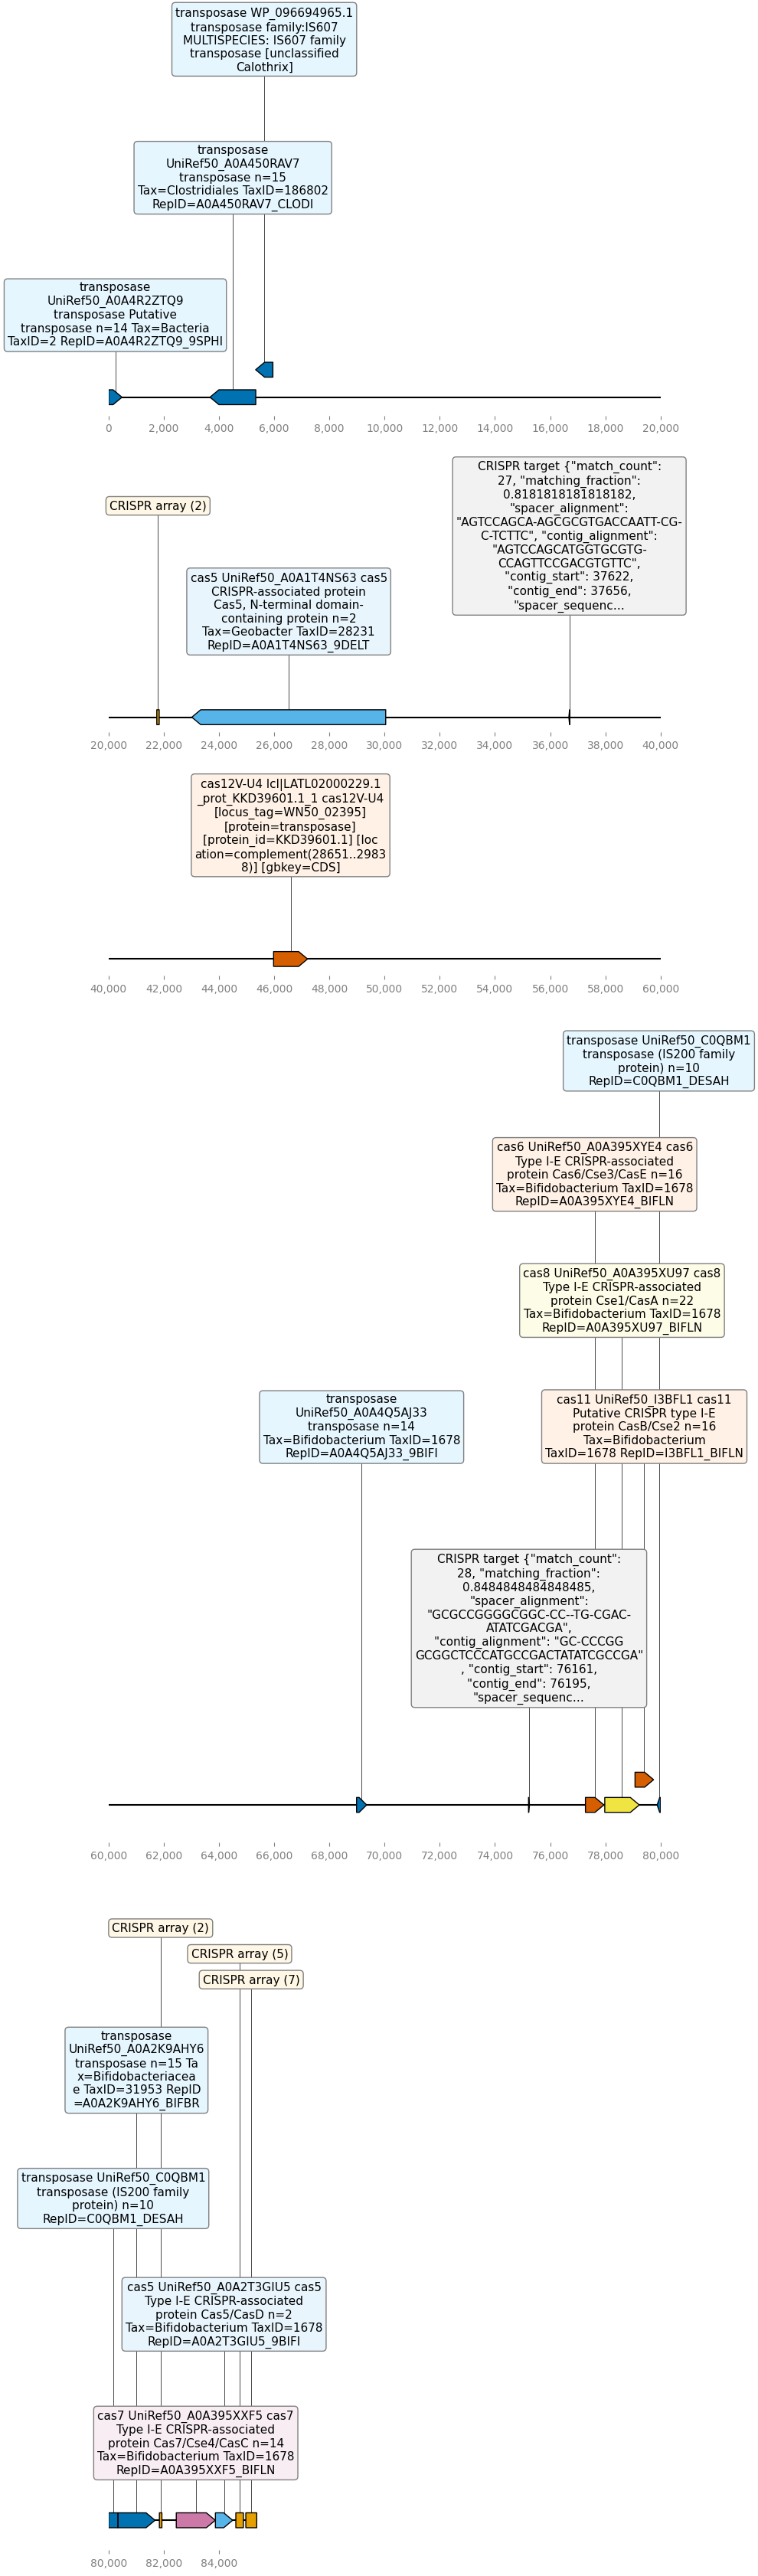 transposase WP_096694965.1
transposase family:IS607
MULTISPECIES: IS607 family
transposase [unclassified
Calothrix]
transposase
UniRef50_A0A450RAV7
transposase n=15
Tax=Clostridiales TaxID=186802
RepID=A0A450RAV7_CLODI
transposase
UniRef50_A0A4R2ZTQ9
transposase Putative
transposase n=14 Tax=Bacteria
TaxID=2 RepID=A0A4R2ZTQ9_9SPHI
0 2,000 4,000 6,000 8,000 10,000 12,000 14,000 16,000 18,000 20,000
CRISPR target {"match_count":
27, "matching_fraction":
0.8181818181818182,
"spacer_alignment":
"AGTCCAGCA-AGCGCGTGACCAATT-CG-
C-TCTTC", "contig_alignment":
"AGTCCAGCATGGTGCGTG-
CCAGTTCCGACGTGTTC",
"contig_start": 37622,
"contig_end": 37656,
"spacer_sequenc...
CRISPR array (2)
cas5 UniRef50_A0A1T4NS63 cas5
CRISPR-associated protein
Cas5, N-terminal domain-
containing protein n=2
Tax=Geobacter TaxID=28231
RepID=A0A1T4NS63_9DELT
20,000 22,000 24,000 26,000 28,000 30,000 32,000 34,000 36,000 38,000 40,000
cas12V-U4 lcl|LATL02000229.1
_prot_KKD39601.1_1 cas12V-U4
[locus_tag=WN50_02395]
[protein=transposase]
[protein_id=KKD39601.1] [loc
ation=complement(28651..2983
8)] [gbkey=CDS]
40,000 42,000 44,000 46,000 48,000 50,000 52,000 54,000 56,000 58,000 60,000
transposase UniRef50_C0QBM1
transposase (IS200 family
protein) n=10
RepID=C0QBM1_DESAH
cas6 UniRef50_A0A395XYE4 cas6
Type I-E CRISPR-associated
protein Cas6/Cse3/CasE n=16
Tax=Bifidobacterium TaxID=1678
RepID=A0A395XYE4_BIFLN
cas8 UniRef50_A0A395XU97 cas8
Type I-E CRISPR-associated
protein Cse1/CasA n=22
Tax=Bifidobacterium TaxID=1678
RepID=A0A395XU97_BIFLN
transposase
UniRef50_A0A4Q5AJ33
transposase n=14
Tax=Bifidobacterium TaxID=1678
RepID=A0A4Q5AJ33_9BIFI
cas11 UniRef50_I3BFL1 cas11
Putative CRISPR type I-E
protein CasB/Cse2 n=16
Tax=Bifidobacterium
TaxID=1678 RepID=I3BFL1_BIFLN
CRISPR target {"match_count":
28, "matching_fraction":
0.8484848484848485,
"spacer_alignment":
"GCGCCGGGGCGGC-CC--TG-CGAC-
ATATCGACGA",
"contig_alignment": "GC-CCCGG
GCGGCTCCCATGCCGACTATATCGCCGA"
, "contig_start": 76161,
"contig_end": 76195,
"spacer_sequenc...
60,000 62,000 64,000 66,000 68,000 70,000 72,000 74,000 76,000 78,000 80,000
CRISPR array (2)
CRISPR array (5)
CRISPR array (7)
transposase
UniRef50_A0A2K9AHY6
transposase n=15 Ta
x=Bifidobacteriacea
e TaxID=31953 RepID
=A0A2K9AHY6_BIFBR
transposase UniRef50_C0QBM1
transposase (IS200 family
protein) n=10
RepID=C0QBM1_DESAH
cas5 UniRef50_A0A2T3GIU5 cas5
Type I-E CRISPR-associated
protein Cas5/CasD n=2
Tax=Bifidobacterium TaxID=1678
RepID=A0A2T3GIU5_9BIFI
cas7 UniRef50_A0A395XXF5 cas7
Type I-E CRISPR-associated
protein Cas7/Cse4/CasC n=14
Tax=Bifidobacterium TaxID=1678
RepID=A0A395XXF5_BIFLN
80,000 82,000 84,000